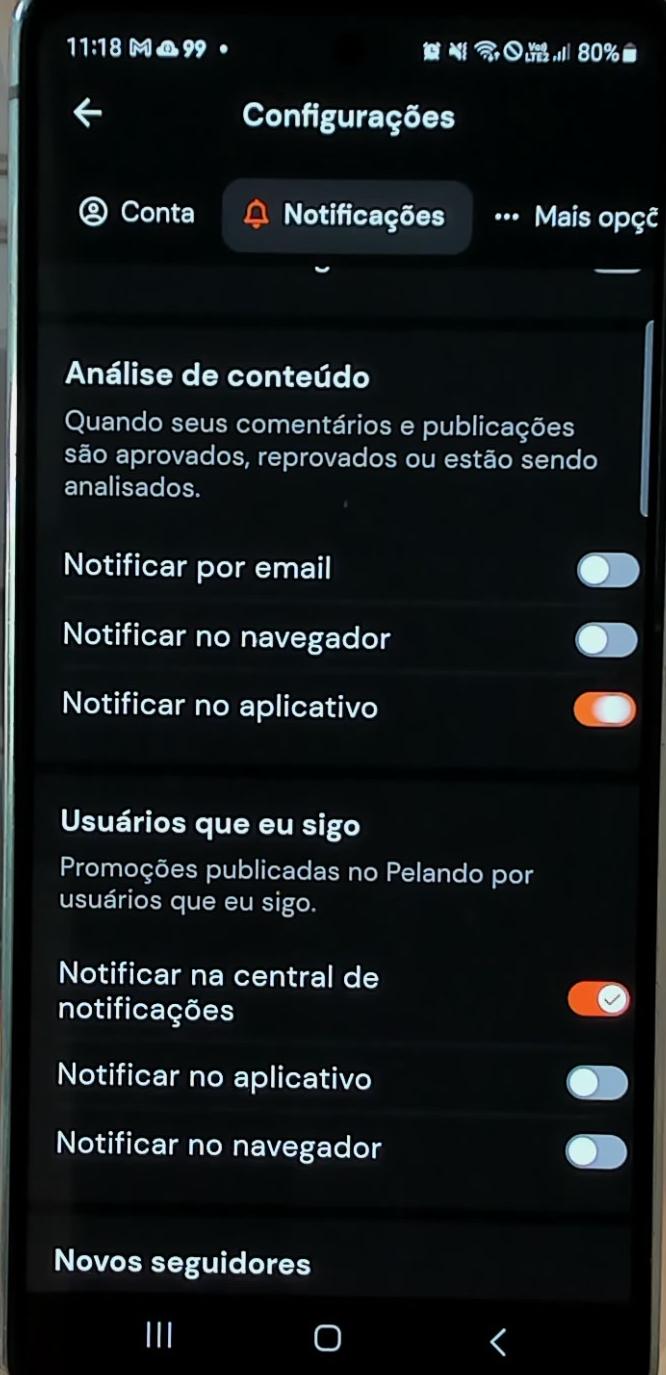 11:18 M 99 •
VoD LTE2 80%
Configurações
Conta Notificações ••• Mais opçõ
Análise de conteúdo
Quando seus comentários e publicações
são aprovados, reprovados ou estão sendo
analisados.
Notificar por email
Notificar no navegador
Notificar no aplicativo
Usuários que eu sigo
Promoções publicadas no Pelando por
usuários que eu sigo.
Notificar na central de
notificações
Notificar no aplicativo
Notificar no navegador
Novos seguidores